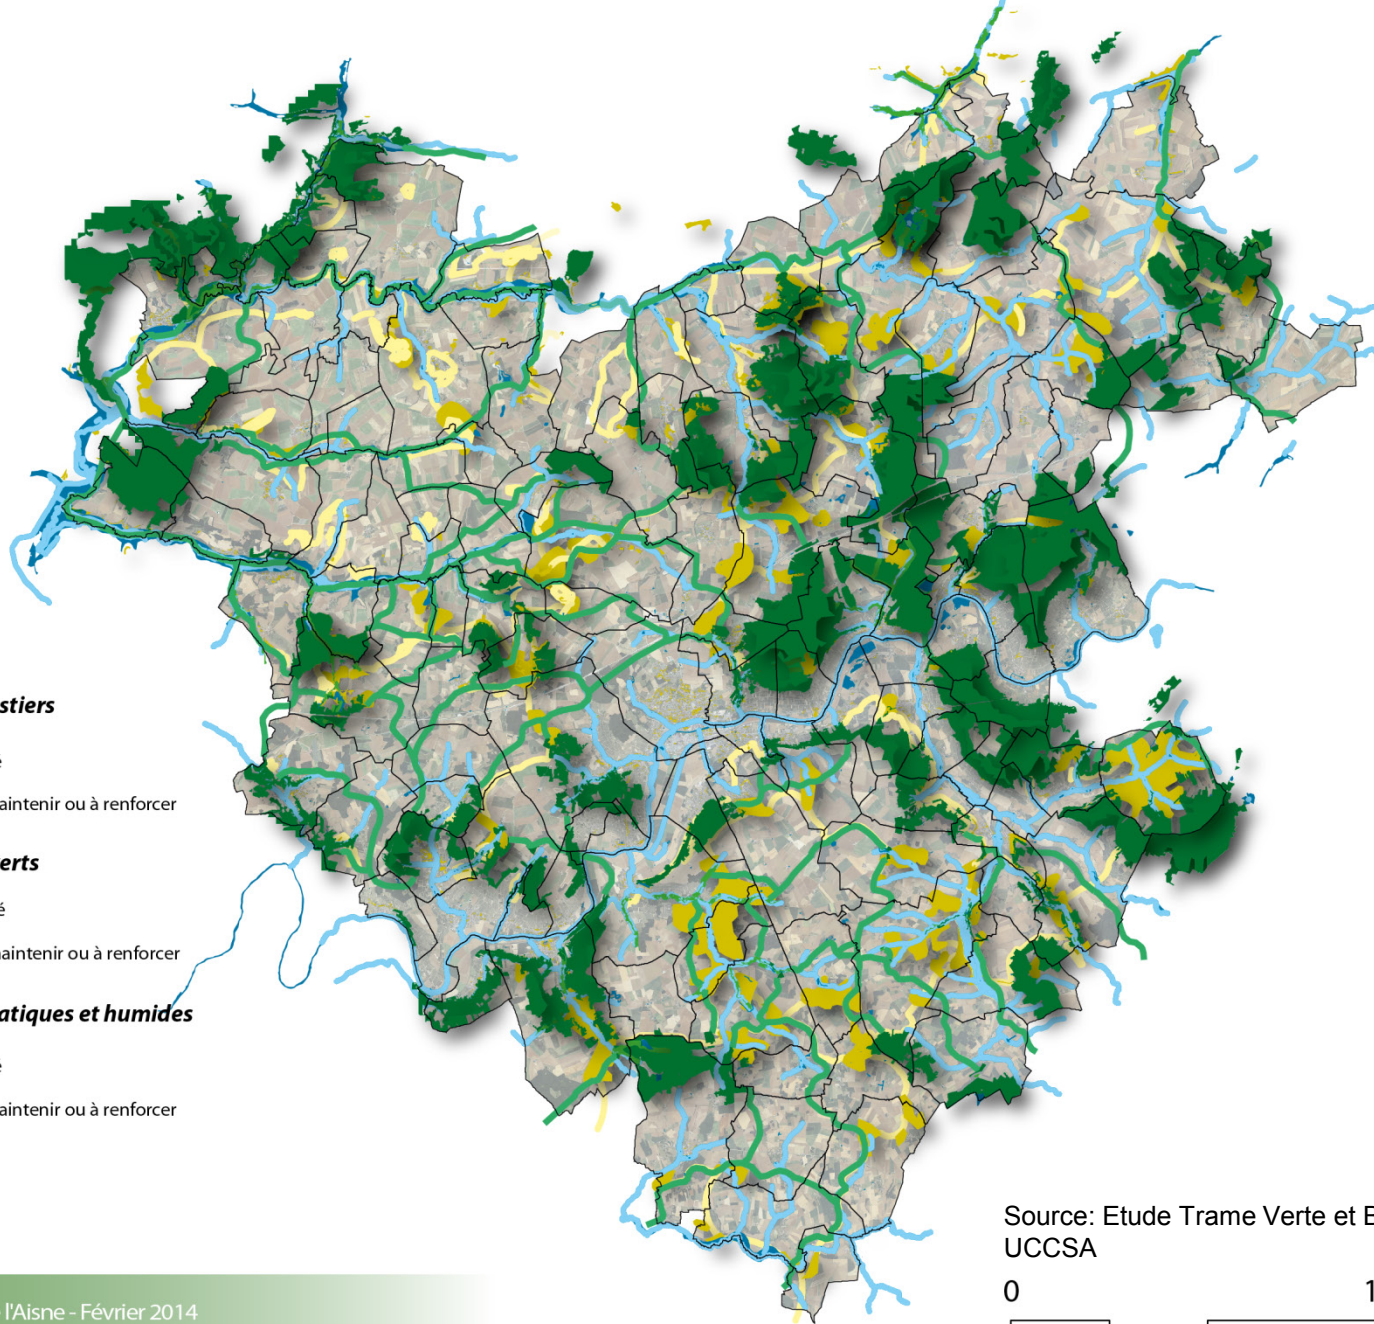 stiers
é
aintenir ou à renforcer
erts
é
naintenir ou à renforcer
atiques et humides
é
aintenir ou à renforcer
l'Aisne - Février 2014
Source: Etude Trame Verte et B
UCCSA
0 1